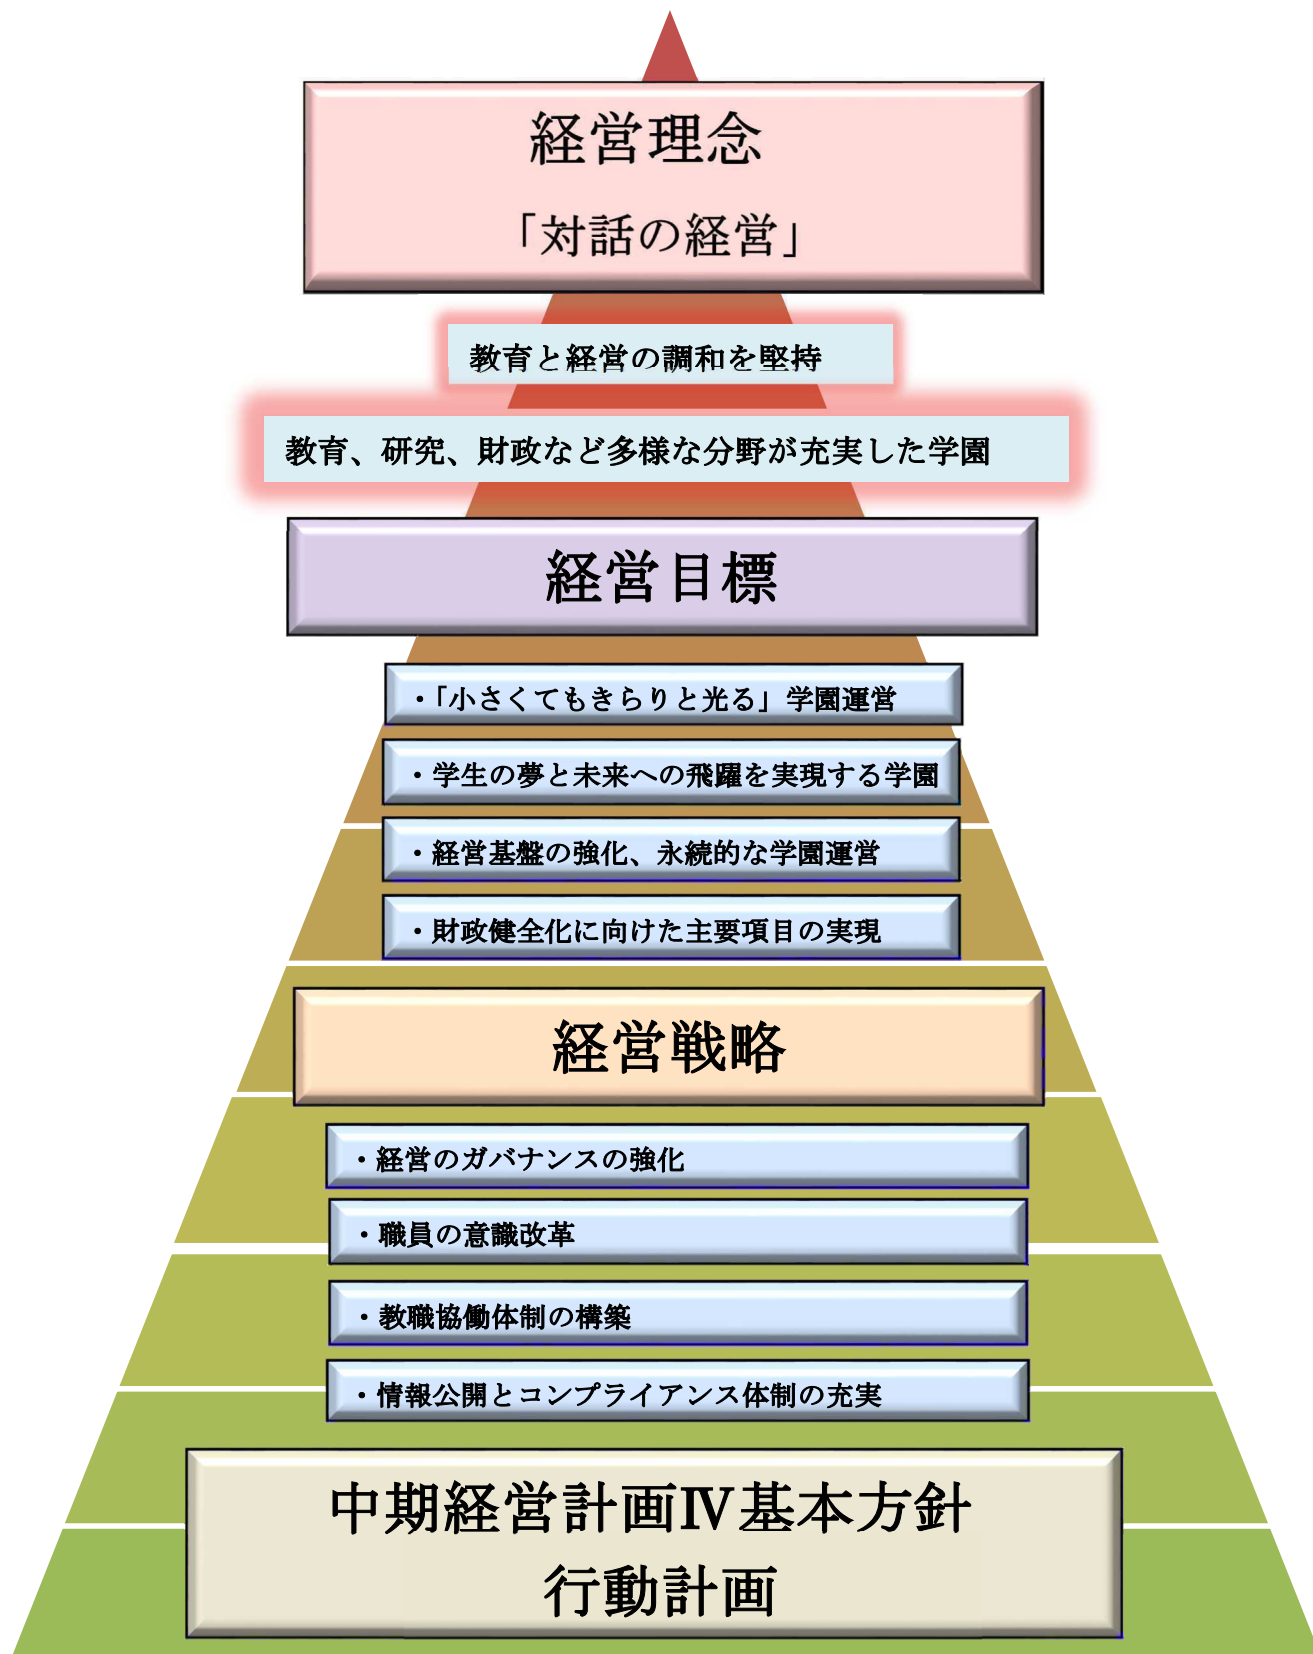 経営理念
「対話の経営」
教育と経営の調和を堅持
教育、研究、財政など多様な分野が充実した学園
経営目標
・「小さくてもきらりと光る」学園運営
・学生の夢と未来への飛躍を実現する学園
・経営基盤の強化、永続的な学園運営
・財政健全化に向けた主要項目の実現
経営戦略
・経営のガバナンスの強化
・職員の意識改革
・教職協働体制の構築
・情報公開とコンプライアンス体制の充実
中期経営計画Ⅳ基本方針
行動計画